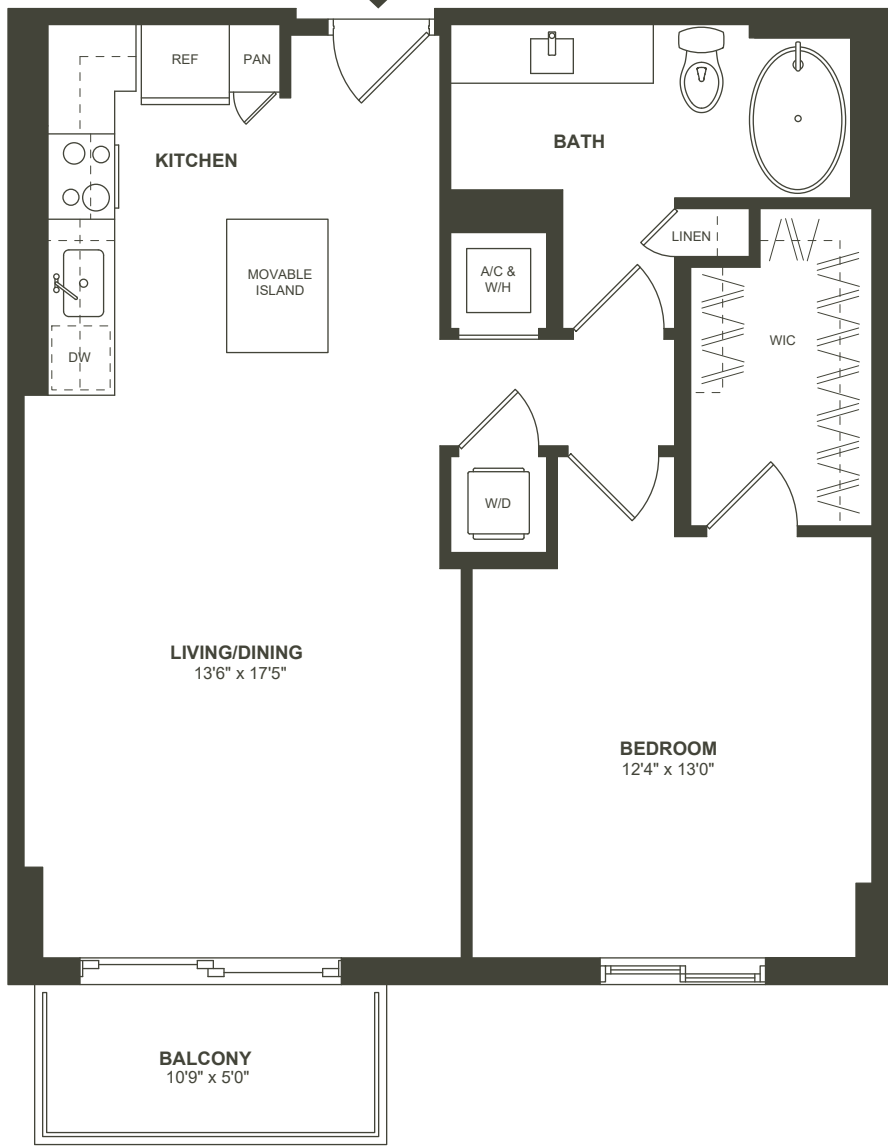 REF
PAN
KITCHEN
BATH
LINEN
MOVABLE
ISLAND
A/C &
W/H
WIC
DW
W/D
LIVING/DINING
13'6" x 17'5"
BEDROOM
12'4" x 13'0"
BALCONY
10'9" x 5'0"